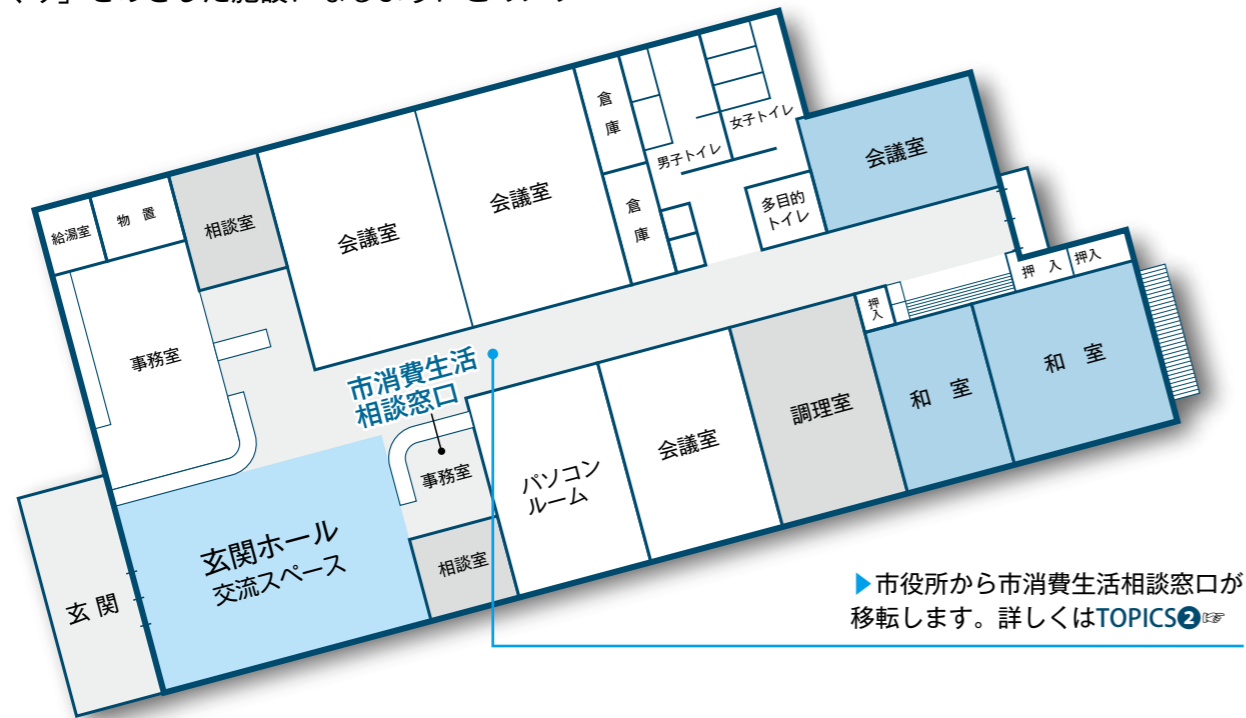 給湯室
物 置
相談室
会議室
会議室
倉庫
倉庫
男子トイレ
女子トイレ
多目的
トイレ
会議室
事務室
市消費生活
相談窓口
事務室
相談室
パソコン
ルーム
会議室
調理室
押入
和 室
和 室
押 入
押入
玄関ホール
交流スペース
玄 関
▶市役所から市消費生活相談窓口が
移転します。詳しくはTOPICS❷☞